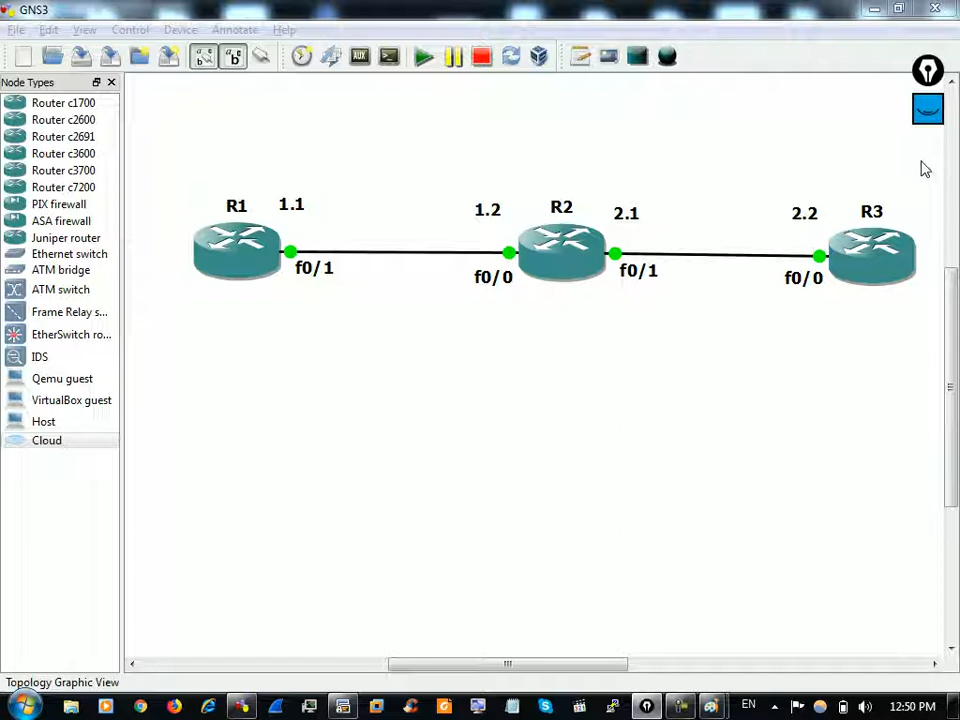 GNS3
File Edit View Control Device Annotate Help
Node Types
Router c1700
Router c2600
Router c2691
Router c3600
Router c3700
Router c7200
PIX firewall
ASA firewall
Juniper router
Ethernet switch
ATM bridge
ATM switch
Frame Relay s...
EtherSwitch ro...
IDS
Qemu guest
VirtualBox guest
Host
Cloud
R1 1.1 1.2 R2 2.1 2.2 R3
f0/1 f0/0 f0/1 f0/0
Topology Graphic View
EN 12:50 PM